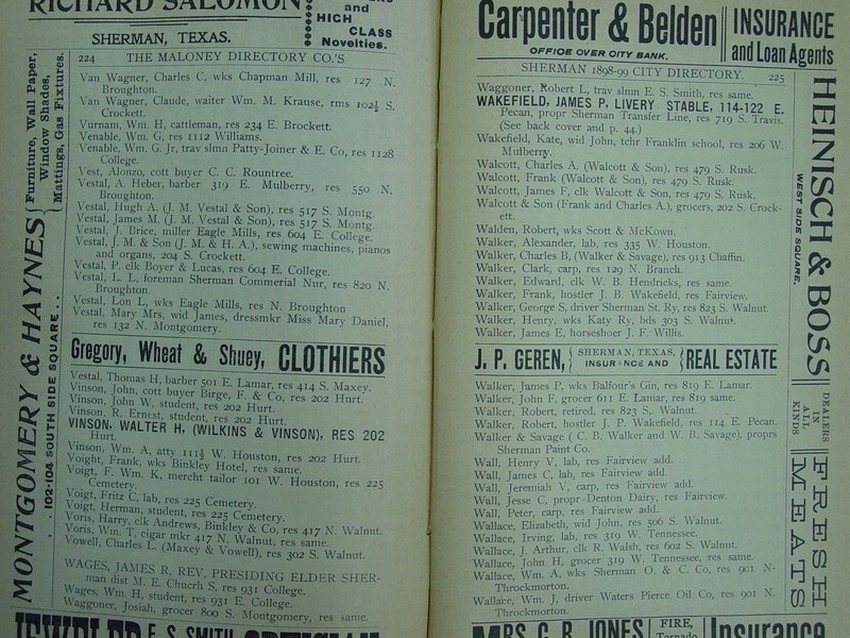 RICHARD SALOMON
SHERMAN, TEXAS.
and
HIGH
CLASS
Novelties.
MONTGOMERY & HAYNES
Furniture, Wall Paper,
Window Shades,
Mattings, Gas Fixtures.
102-104 SOUTH SIDE SQUARE
224 THE MALONEY DIRECTORY CO.'S
Van Wagner, Charles C, wks Chapman Mill, res 127 N.
Broughton.
Van Wagner, Claude, waiter Wm. M. Krause, rms 102½ S.
Crockett.
Vurnam, Wm. H, cattleman, res 234 E. Brockett.
Venable, Wm. G, res 1112 Williams.
Venable, Wm. G. Jr, trav slmn Patty-Joiner & E. Co, res 1128
College.
Vest, Alonzo, cott buyer C. C. Rountree.
Vestal, A. Heber, barber 319 E. Mulberry, res 550 N.
Broughton.
Vestal, Hugh A. (J. M. Vestal & Son), res 517 S. Montg.
Vestal, James M. (J. M. Vestal & Son), res 517 S. Montg.
Vestal, J. Brice, miller Eagle Mills, res 604 E. College.
Vestal, J. M. & Son (J. M. & H. A.), sewing machines, pianos
and organs, 204 S. Crockett.
Vestal, P. clk Boyer & Lucas, res 604 E. College.
Vestal, L. L, foreman Sherman Commerial Nur, res 820 N.
Broughton.
Vestal, Lon L, wks Eagle Mills, res N. Broughton
Vestal, Mary Mrs, wid James, dressmkr Miss Mary Daniel,
res 132 N. Montgomery.
Gregory, Wheat & Shuey, CLOTHIERS
Vestal, Thomas H, barber 501 E. Lamar, res 414 S. Maxey.
Vinson, John, cott buyer Birge, F. & Co, res 202 Hurt.
Vinson, John W, student, res 202 Hurt.
Vinson, R. Ernest, student, res 202 Hurt.
VINSON, WALTER H, (WILKINS & VINSON), RES 202
Hurt.
Vinson, Wm. A, atty 111½ W. Houston, res 202 Hurt.
Voight, Frank, wks Binkley Hotel, res same.
Voigt, F. Wm. K, mercht tailor 101 W. Houston, res 225
Cemetery.
Voigt, Fritz C, lab, res 225 Cemetery.
Voigt, Herman, student, res 225 Cemetery.
Voris, Harry, clk Andrews, Binkley & Co, res 417 N. Walnut.
Voris, Wm. T, cigar mkr 417 N. Walnut, res same.
Vowell, Charles L. (Maxey & Vowell), res 302 S. Walnut.
WAGES, JAMES R, REV, PRESIDING ELDER SHER-
man dist M. E. Chucrh S, res 931 College.
Wages, Wm. H, student, res 931 E. College.
Waggoner, Josiah, grocer 800 S. Montgomery, res same.
JEWELER E. S. SMITH OPTICIAN
Carpenter & Belden
OFFICE OVER CITY BANK.
INSURANCE
and Loan Agents
SHERMAN 1898-99 CITY DIRECTORY. 225
Waggoner, Robert L, trav slmn E. S. Smith, res same.
WAKEFIELD, JAMES P, LIVERY STABLE, 114-122 E.
Pecan, propr Sherman Transfer Line, res 719 S. Travis.
(See back cover and p. 44.)
Wakefield, Kate, wid John, tchr Franklin school, res 206 W.
Mulberry.
Walcott, Charles A. (Walcott & Son), res 479 S. Rusk.
Walcott, Frank (Walcott & Son), res 479 S. Rusk.
Walcott, James F, clk Walcott & Son, res 479 S. Rusk.
Walcott & Son (Frank and Charles A.), grocers, 202 S. Crock-
ett.
Walden, Robert, wks Scott & McKown.
Walker, Alexander, lab, res 335 W. Houston.
Walker, Charles B, (Walker & Savage), res 913 Chaffin.
Walker, Clark, carp, res 129 N. Branch.
Walker, Edward, clk W. B. Hendricks, res same.
Walker, Frank, hostler J. B. Wakefield, res Fairview.
Walker, George S, driver Sherman St. Ry, res 823 S. Walnut.
Walker, Henry, wks Katy Ry, bds 303 S. Walnut.
Walker, James E, horseshoer J. F. Willis.
J. P. GEREN, { SHERMAN, TEXAS, INSURANCE AND } REAL ESTATE
Walker, James P, wks Balfour's Gin, res 819 E. Lamar.
Walker, John F, grocer 611 E. Lamar, res 819 same.
Walker, Robert, retired, res 823 S. Walnut.
Walker, Robert, hostler J. P. Wakefield, res 114 E. Pecan.
Walker & Savage ( C. B. Walker and W. B. Savage), proprs
Sherman Paint Co.
Wall, Henry V, lab, res Fairview add.
Wall, James C, lab, res Fairview add.
Wall, Jeremiah V, carp, res Fairview add.
Wall, Jesse C, propr Denton Dairy, res Fairview.
Wall, Peter, carp, res Fairview add.
Wallace, Elizabeth, wid John, res 506 S. Walnut.
Wallace, Irving, lab, res 319 W. Tennessee.
Wallace, J. Arthur, clk R. Walsh, res 602 S. Walnut.
Wallace, John H, grocer 319 W. Tennessee, res same.
Wallace, Wm. A, wks Sherman O. & C. Co, res 901 N-
Throckmorton.
Wallace, Wm. J, driver Waters Pierce Oil Co, res 901 N.
Throckmorton.
HEINISCH & BOSS
WEST SIDE SQUARE,
DEALERS
IN
ALL
KINDS
FRESH
MEATS
MRS. C. R. JONES
FIRE,
Tornado
Insurance